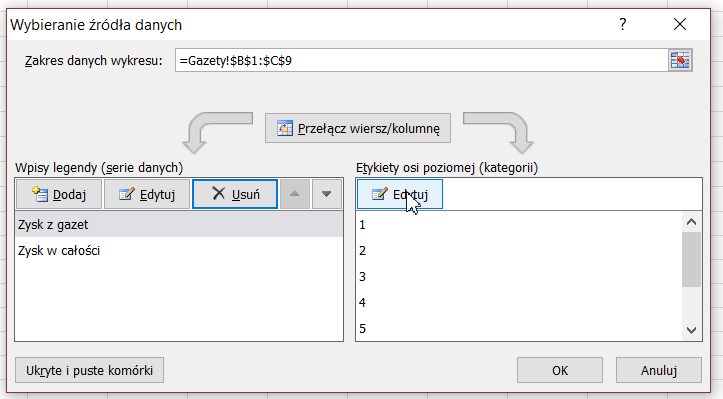 Wybieranie źródła danych
?
Zakres danych wykresu: =Gazety!$B$1:$C$9
Przełącz wiersz/kolumnę
Wpisy legendy (serie danych)
Dodaj Edytuj Usuń
Zysk z gazet
Zysk w całości
Etykiety osi poziomej (kategorii)
Edytuj
1
2
3
4
5
Ukryte i puste komórki OK Anuluj